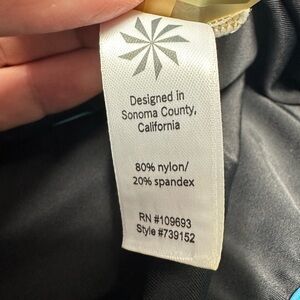 Designed in
Sonoma County,
California
80% nylon/
20% spandex
RN #109693
Style #739152